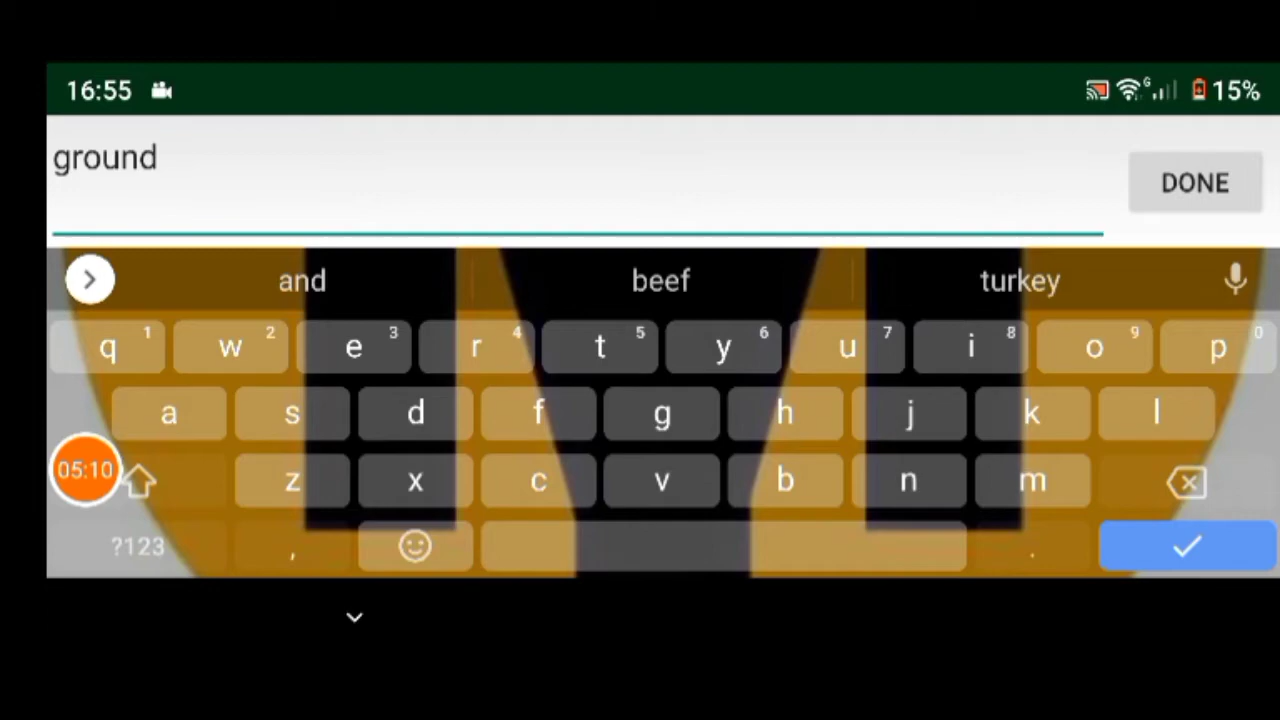 16:55 G 15%
ground
DONE
and beef turkey
q 1 w 2 e 3 r 4 t 5 y 6 u 7 i 8 o 9 p 0
a s d f g h j k l
05:10 z x c v b n m
?123 , .